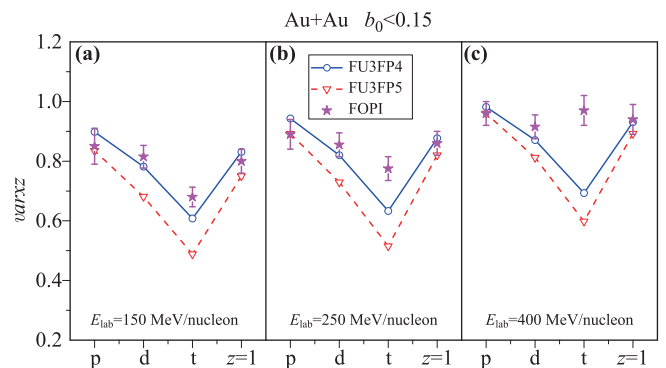 Au+Au b0<0.15
1.2
1.0
0.8
0.6
0.4
0.2
varxz
(a)
(b)
(c)
FU3FP4
FU3FP5
FOPI
Elab=150 MeV/nucleon
Elab=250 MeV/nucleon
Elab=400 MeV/nucleon
p d t z=1 p d t z=1 p d t z=1